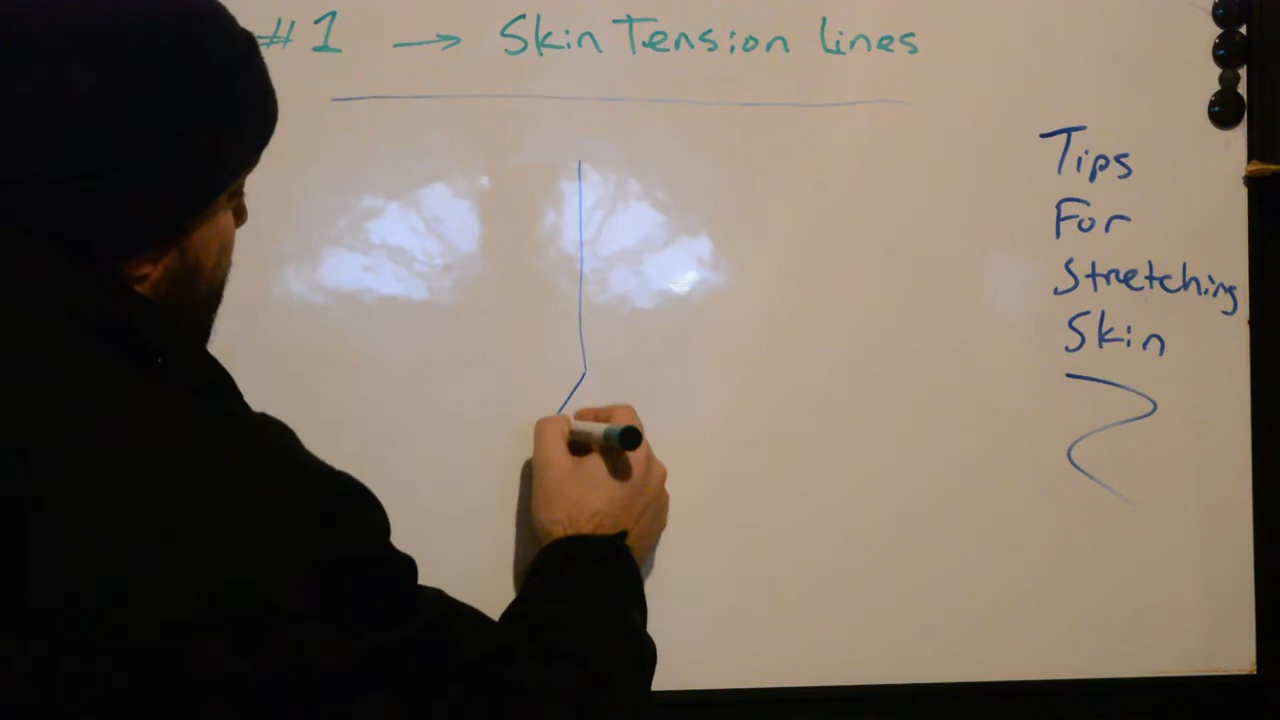 #1 → Skin Tension Lines
Tips
For
Stretching
Skin